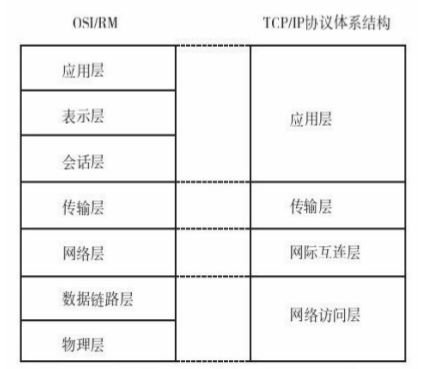 OSI/RM
TCP/IP协议体系结构
应用层
表示层
会话层
传输层
网络层
数据链路层
物理层
应用层
传输层
网际互连层
网络访问层